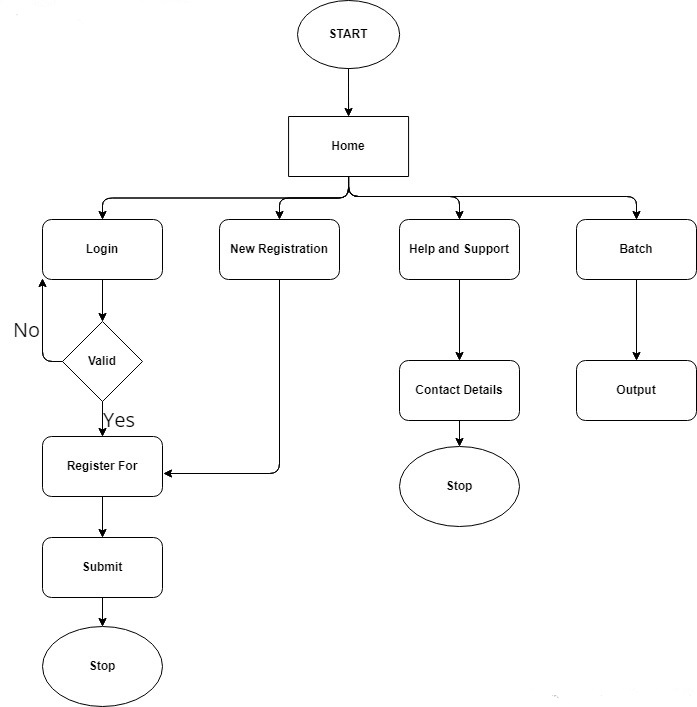 START
Home
Login
New Registration
Help and Support
Batch
No
Valid
Contact Details
Output
Yes
Register For
Stop
Submit
Stop